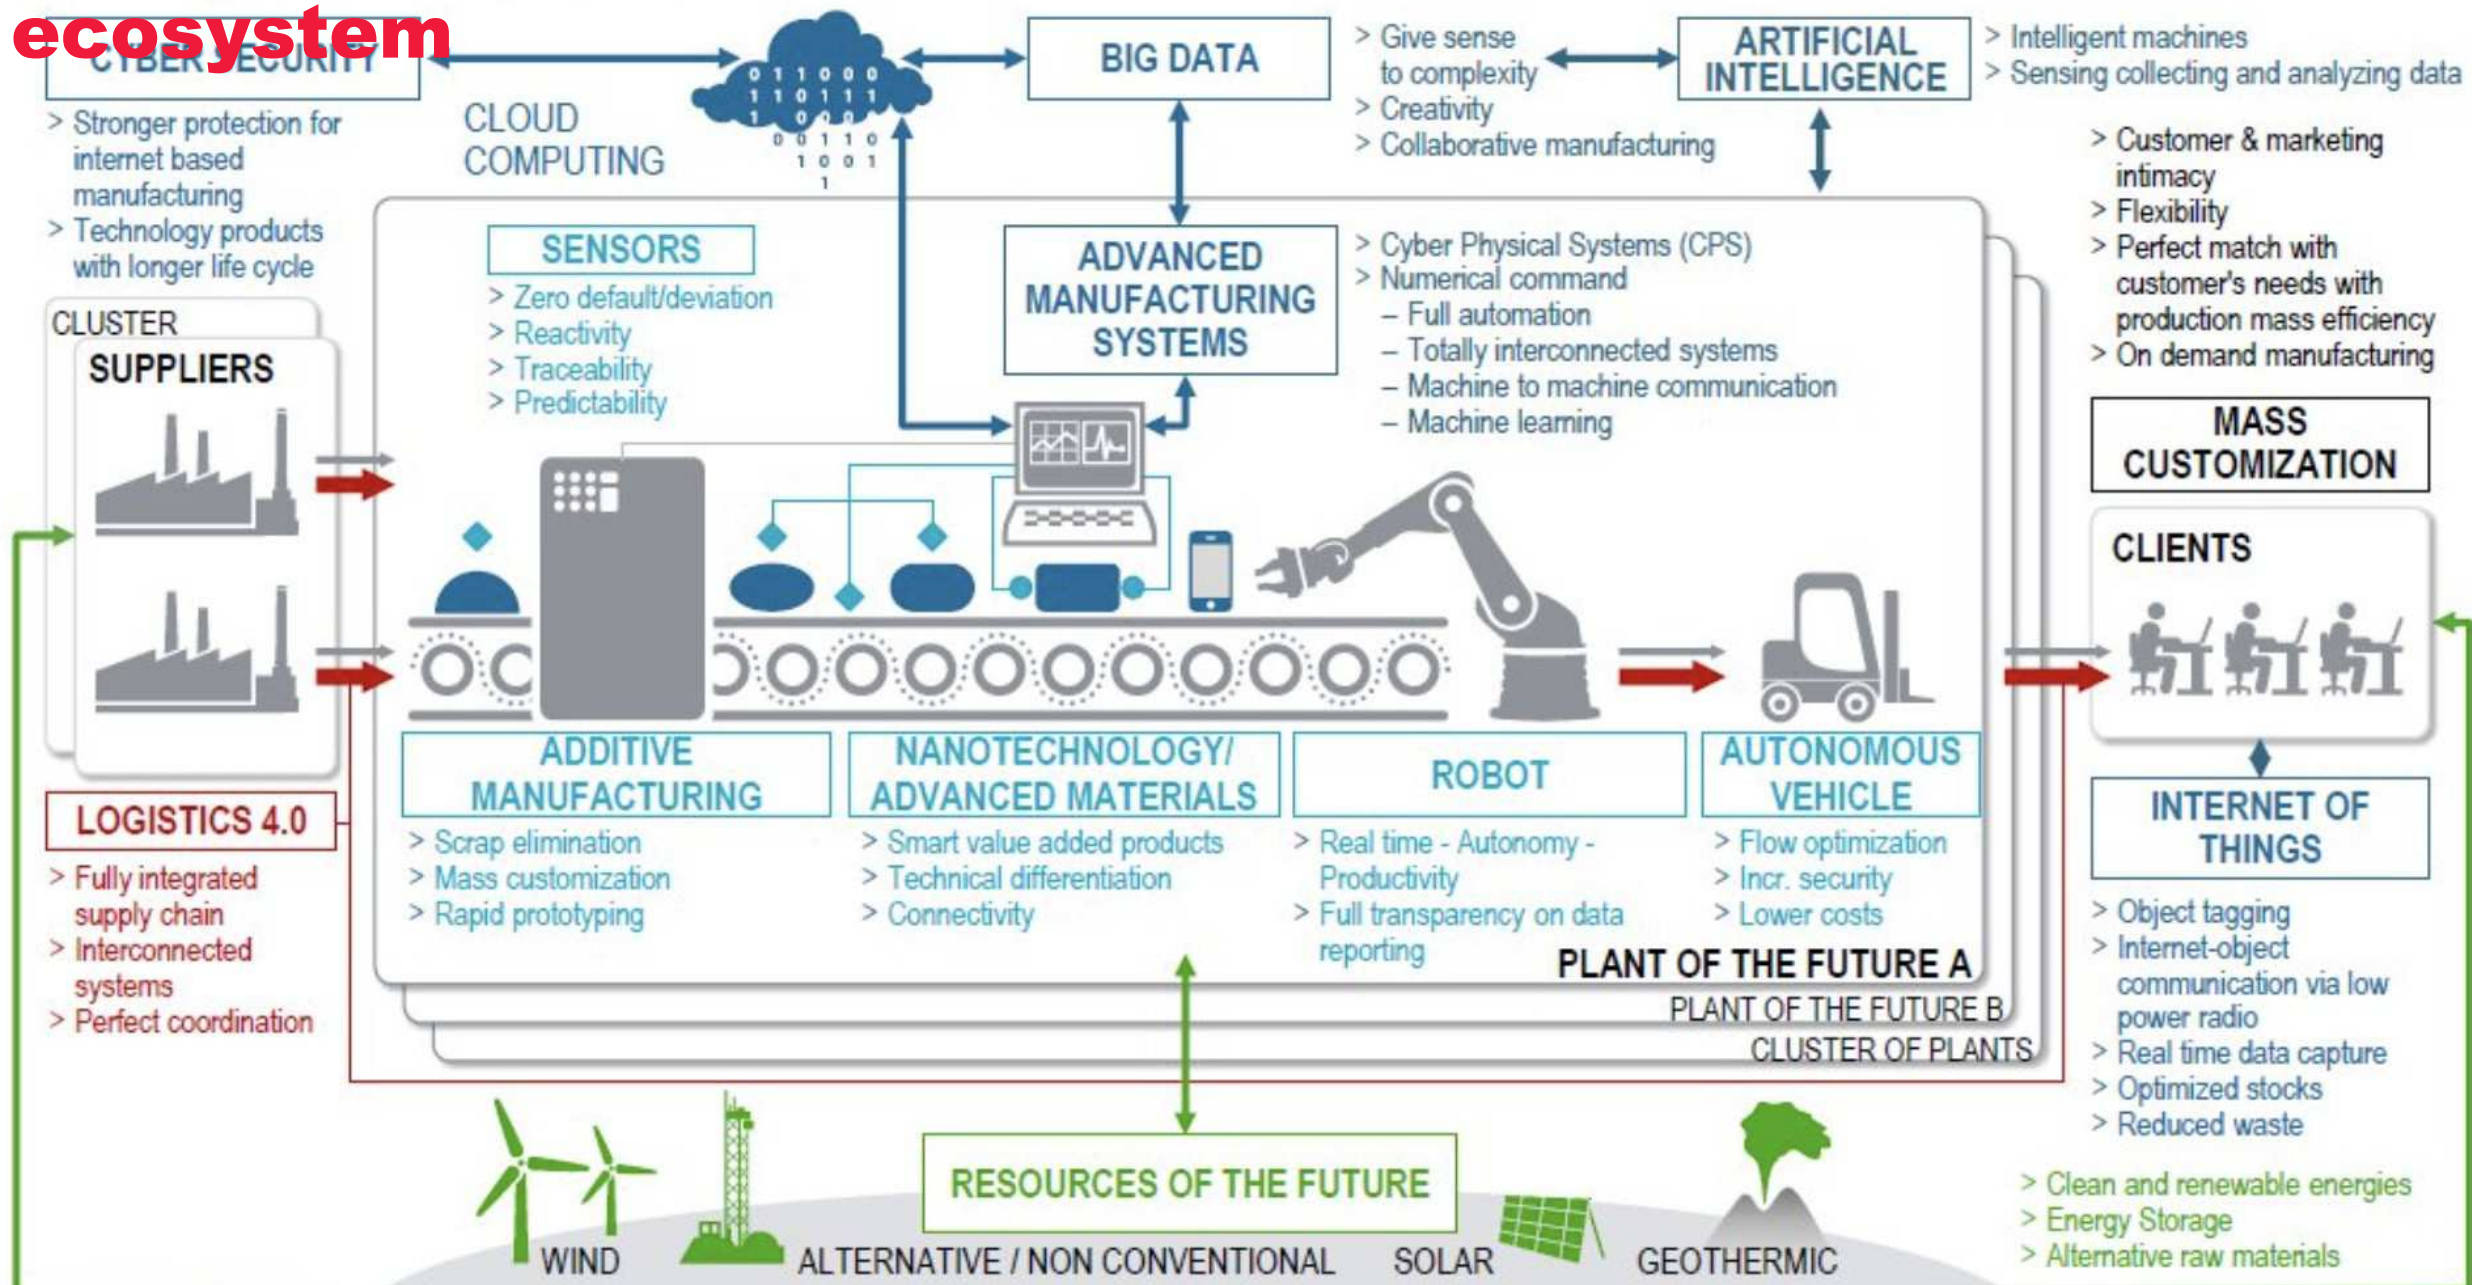 ecosystem
CYBER SECURITY
> Stronger protection for
internet based
manufacturing
> Technology products
with longer life cycle
CLOUD
COMPUTING
0 1 1 0 0 0
BIG DATA
> Give sense
to complexity
> Creativity
> Collaborative manufacturing
ARTIFICIAL
INTELLIGENCE
> Intelligent machines
> Sensing collecting and analyzing data
> Customer & marketing
intimacy
> Flexibility
> Perfect match with
customer's needs with
production mass efficiency
> On demand manufacturing
MASS
CUSTOMIZATION
CLUSTER
SUPPLIERS
SENSORS
> Zero default/deviation
> Reactivity
> Traceability
> Predictability
ADVANCED
MANUFACTURING
SYSTEMS
> Cyber Physical Systems (CPS)
> Numerical command
– Full automation
– Totally interconnected systems
– Machine to machine communication
– Machine learning
CLIENTS
ADDITIVE
MANUFACTURING
> Scrap elimination
> Mass customization
> Rapid prototyping
NANOTECHNOLOGY/
ADVANCED MATERIALS
> Smart value added products
> Technical differentiation
> Connectivity
ROBOT
> Real time - Autonomy -
Productivity
> Full transparency on data
reporting
AUTONOMOUS
VEHICLE
> Flow optimization
> Incr. security
> Lower costs
PLANT OF THE FUTURE A
PLANT OF THE FUTURE B
CLUSTER OF PLANTS
LOGISTICS 4.0
> Fully integrated
supply chain
> Interconnected
systems
> Perfect coordination
INTERNET OF
THINGS
> Object tagging
> Internet-object
communication via low
power radio
> Real time data capture
> Optimized stocks
> Reduced waste
RESOURCES OF THE FUTURE
WIND
ALTERNATIVE / NON CONVENTIONAL
SOLAR
GEOTHERMIC
> Clean and renewable energies
> Energy Storage
> Alternative raw materials